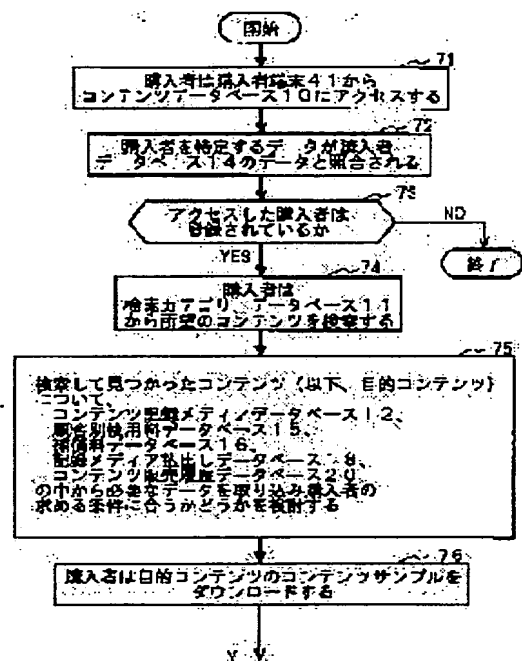 開始
71
購入者は購入者端末41から
コンテンツデータベース10にアクセスする
72
購入者を特定するデータが購入者
データベース14のデータと照合される
73
アクセスした購入者は
登録されているか
NO
YES
終了
74
購入者は
検索カテゴリ、データベース11
から所望のコンテンツを検索する
75
検索して見つかったコンテンツ(以下、目的コンテンツ)
について、
コンテンツ記録メディアデータベース12、
使用料データベース15、
補償料データベース16、
記録メディア払出しデータベース
コンテンツ販売履歴データベース20
の中から必要なデータを取り込み購入者の
求める条件に合うかどうかを検討する
76
購入者は目的コンテンツのコンテンツサンプルを
ダウンロードする
Y Y